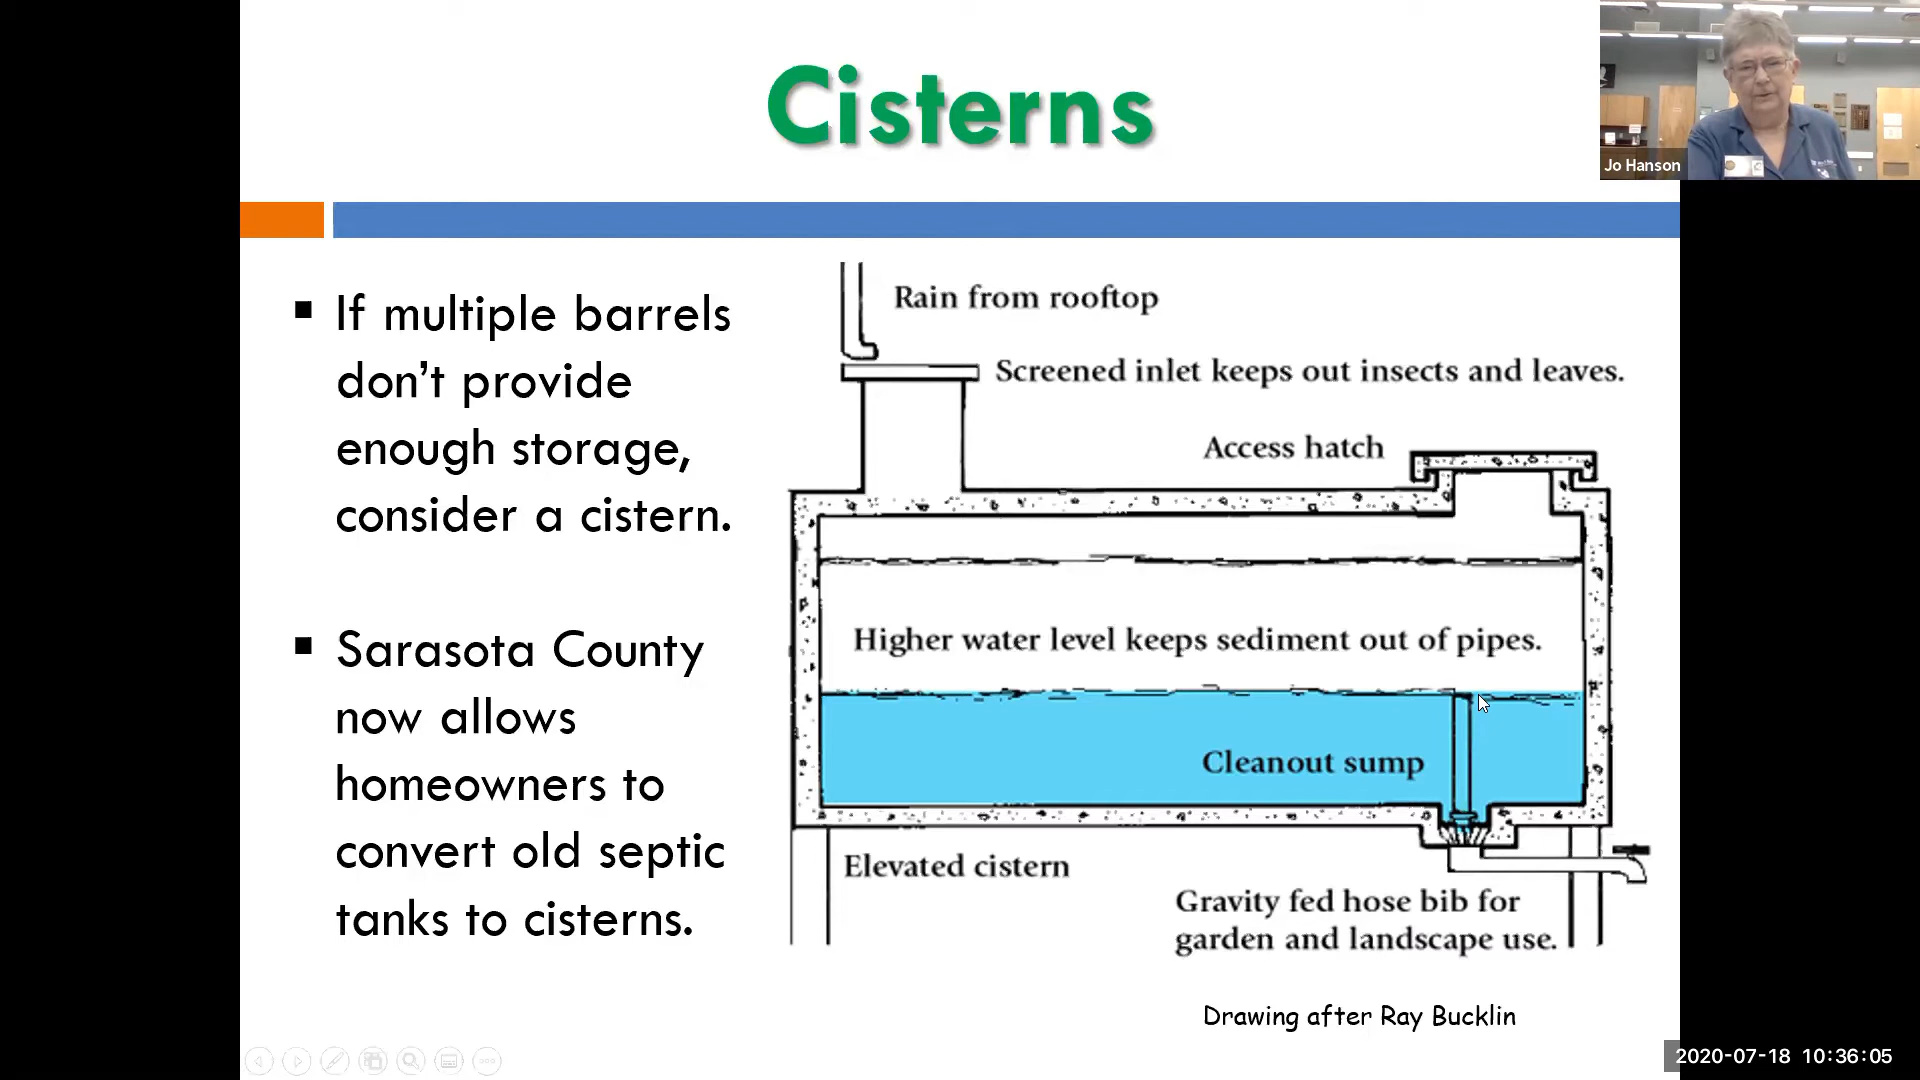 Cisterns
Jo Hanson
▪ If multiple barrels
don’t provide
enough storage,
consider a cistern.
▪ Sarasota County
now allows
homeowners to
convert old septic
tanks to cisterns.
Rain from rooftop
Screened inlet keeps out insects and leaves.
Access hatch
Higher water level keeps sediment out of pipes.
Cleanout sump
Elevated cistern
Gravity fed hose bib for
garden and landscape use.
Drawing after Ray Bucklin
2020-07-18 10:36:05